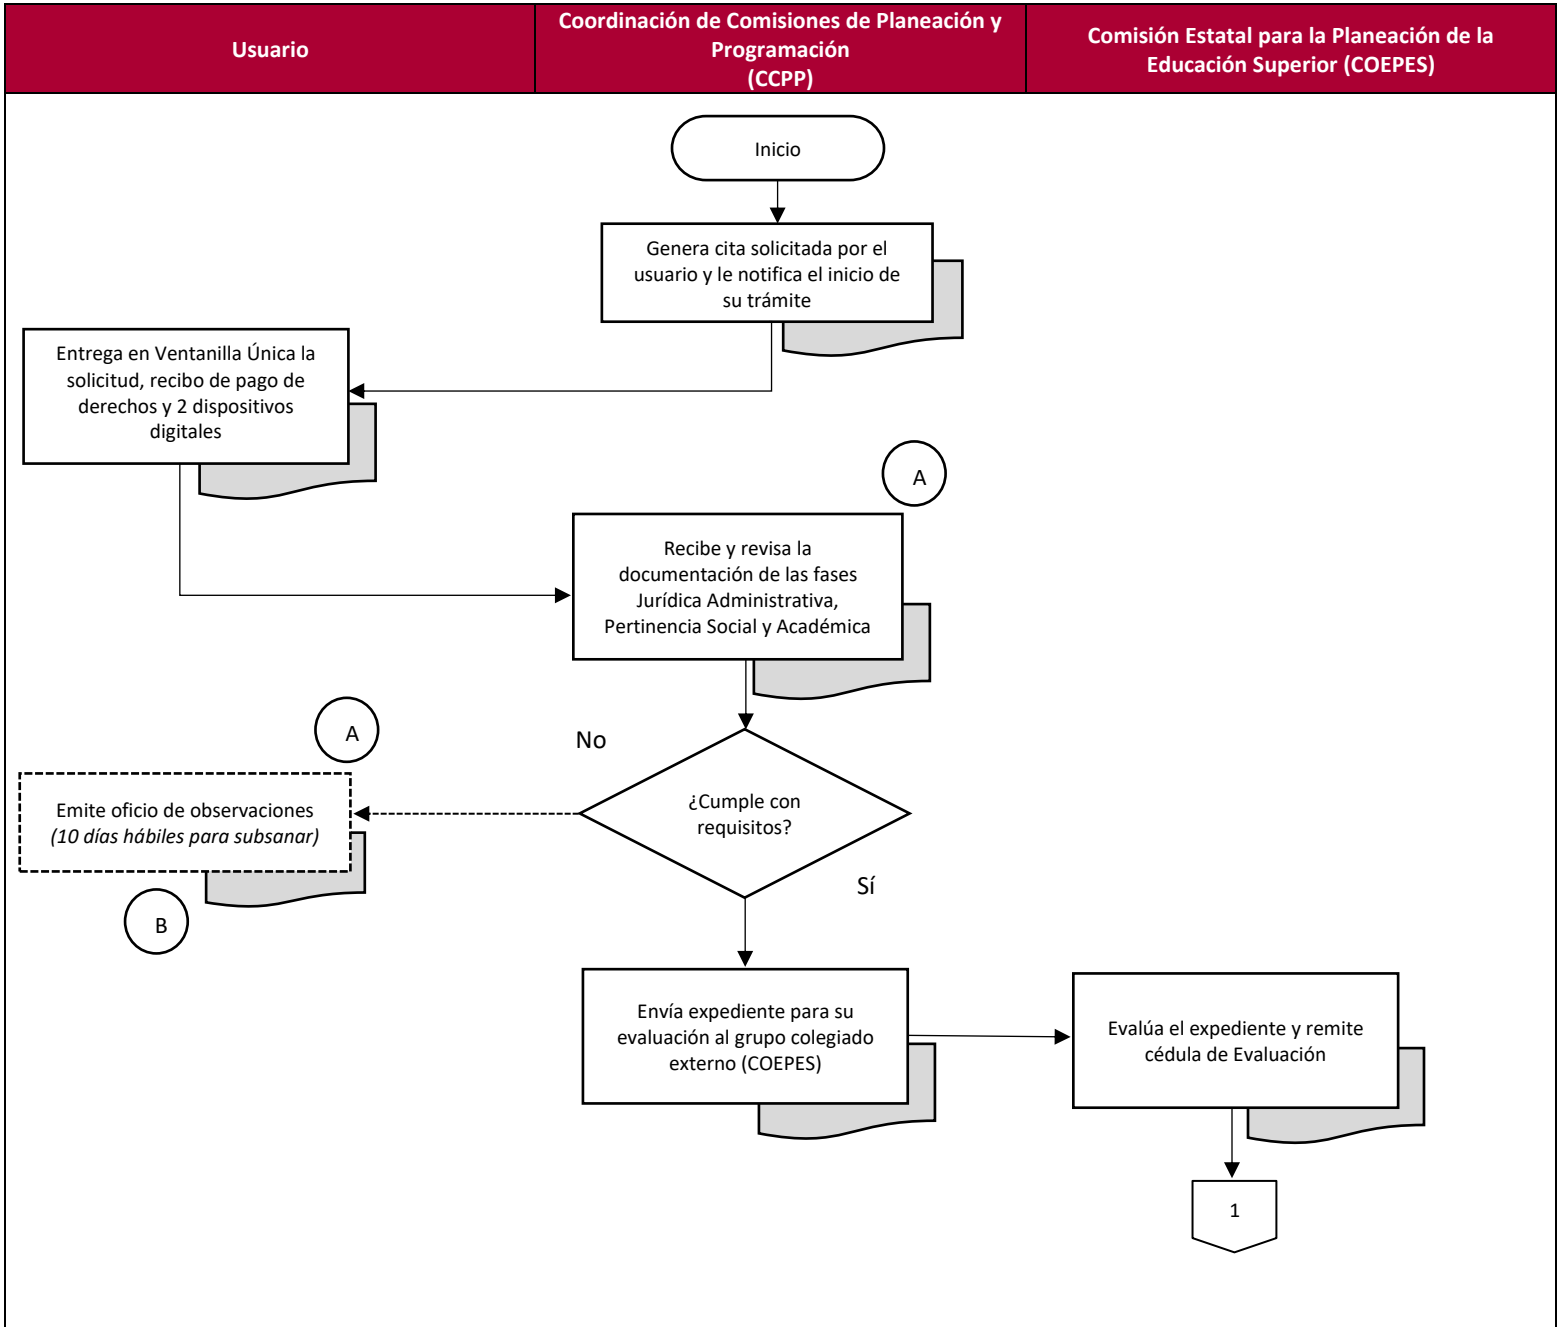 Usuario
Coordinación de Comisiones de Planeación y
Programación
(CCPP)
Comisión Estatal para la Planeación de la
Educación Superior (COEPES)
Inicio
Genera cita solicitada por el
usuario y le notifica el inicio de
su trámite
Entrega en Ventanilla Única la
solicitud, recibo de pago de
derechos y 2 dispositivos
digitales
A
Recibe y revisa la
documentación de las fases
Jurídica Administrativa,
Pertinencia Social y Académica
A
No
¿Cumple con
requisitos?
Emite oficio de observaciones
(10 días hábiles para subsanar)
B
Sí
Envía expediente para su
evaluación al grupo colegiado
externo (COEPES)
Evalúa el expediente y remite
cédula de Evaluación
1